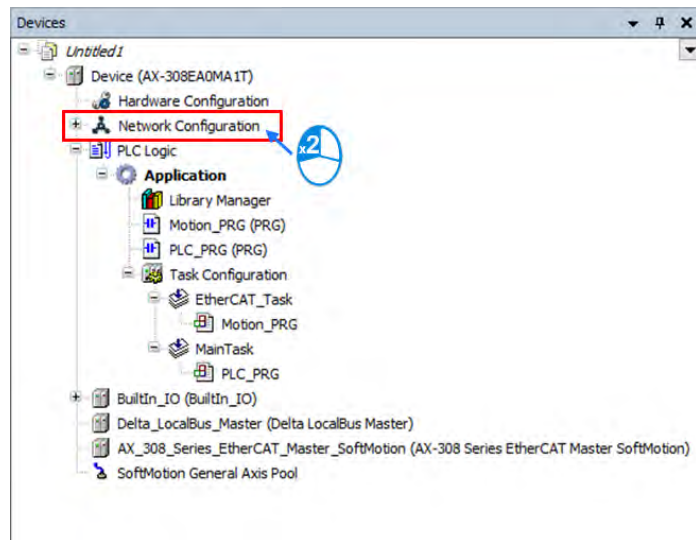 Devices
Untitled1
Device (AX-308EA0MA1T)
Hardware Configuration
Network Configuration
x2
PLC Logic
Application
Library Manager
Motion_PRG (PRG)
PLC_PRG (PRG)
Task Configuration
EtherCAT_Task
Motion_PRG
MainTask
PLC_PRG
BuiltIn_IO (BuiltIn_IO)
Delta_LocalBus_Master (Delta LocalBus Master)
AX_308_Series_EtherCAT_Master_SoftMotion (AX-308 Series EtherCAT Master SoftMotion)
SoftMotion General Axis Pool